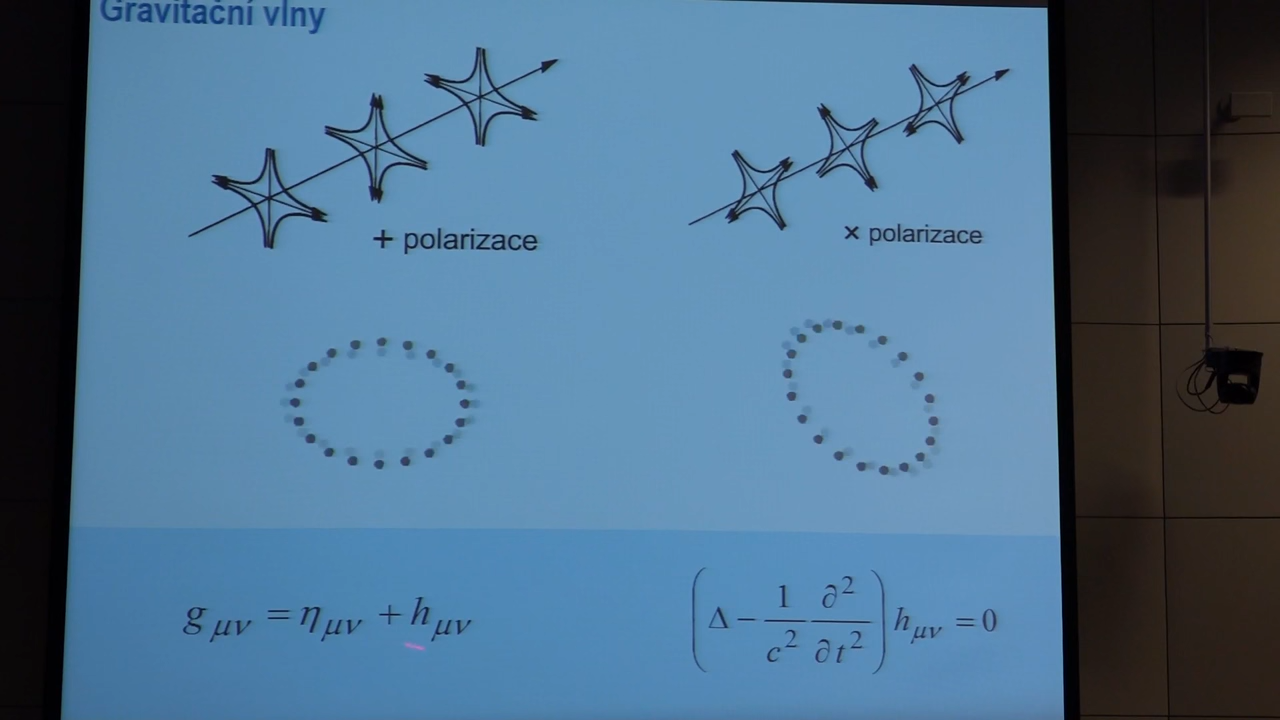 Gravitační vlny
+ polarizace
× polarizace
g μν = η μν + h μν
(Δ − 1/c² ∂²/∂t²) h μν = 0